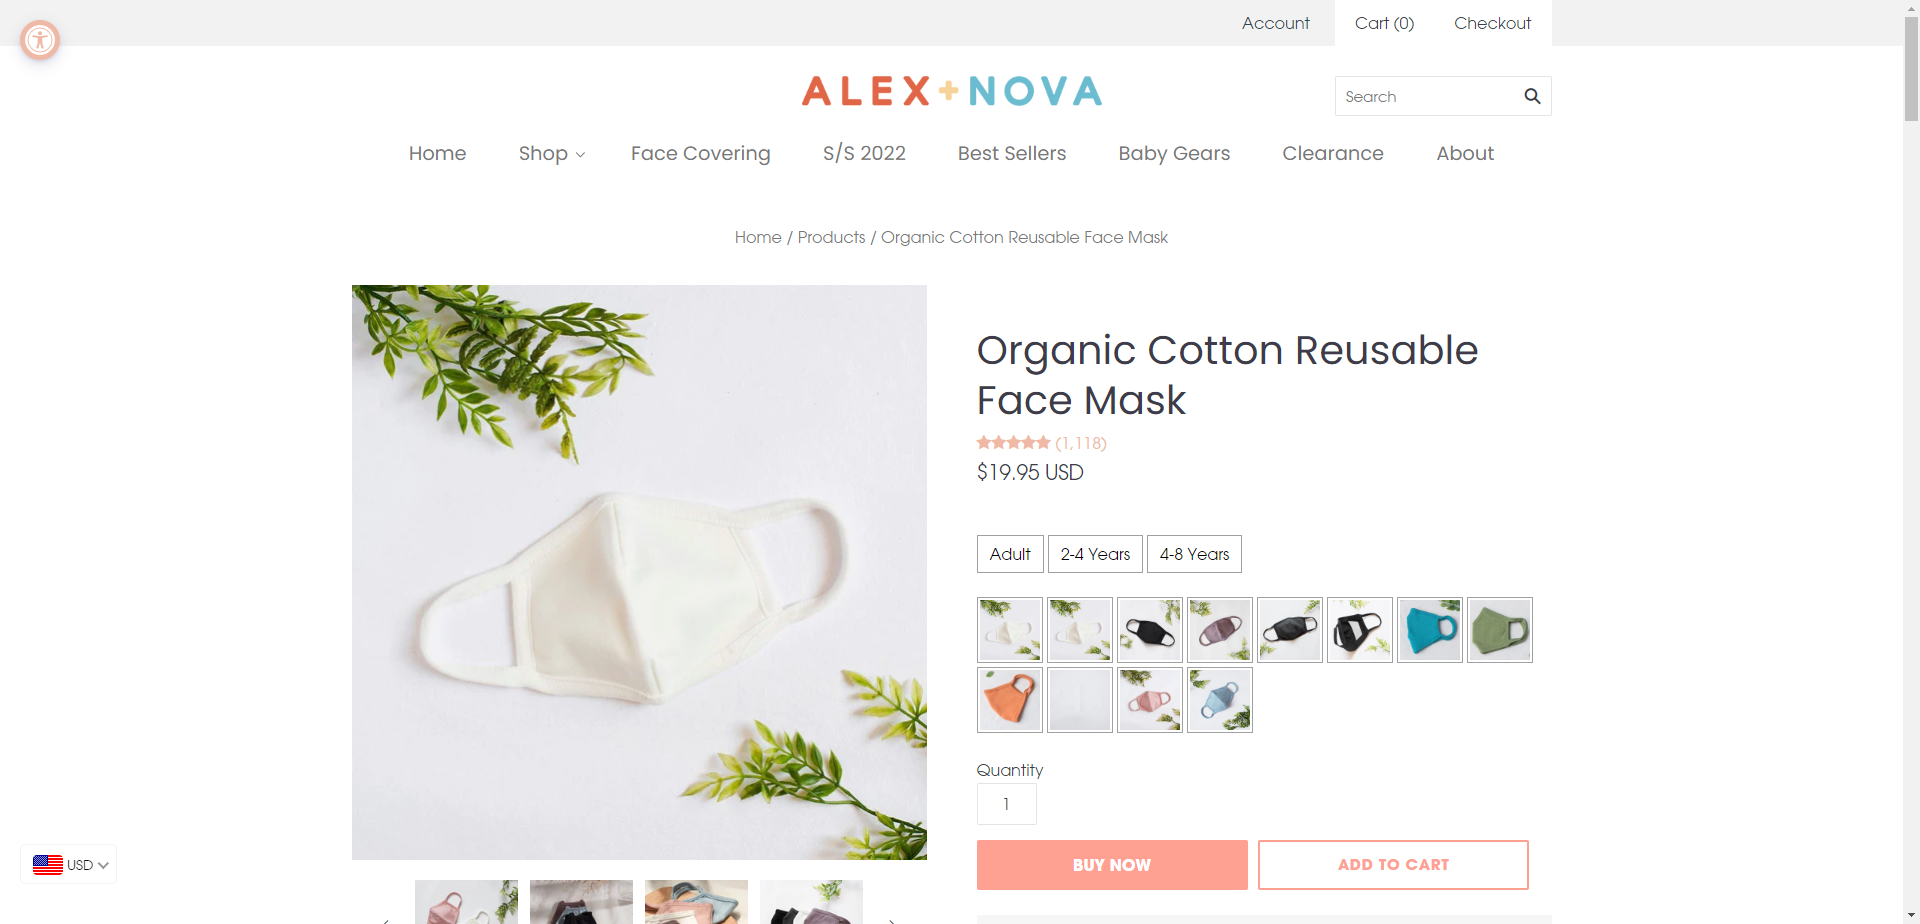 Account
Cart (0)
Checkout
ALEX+NOVA
Search
Home
Shop
Face Covering
S/S 2022
Best Sellers
Baby Gears
Clearance
About
Home / Products / Organic Cotton Reusable Face Mask
Organic Cotton Reusable
Face Mask
(1,118)
$19.95 USD
Adult
2-4 Years
4-8 Years
Quantity
1
BUY NOW
ADD TO CART
USD